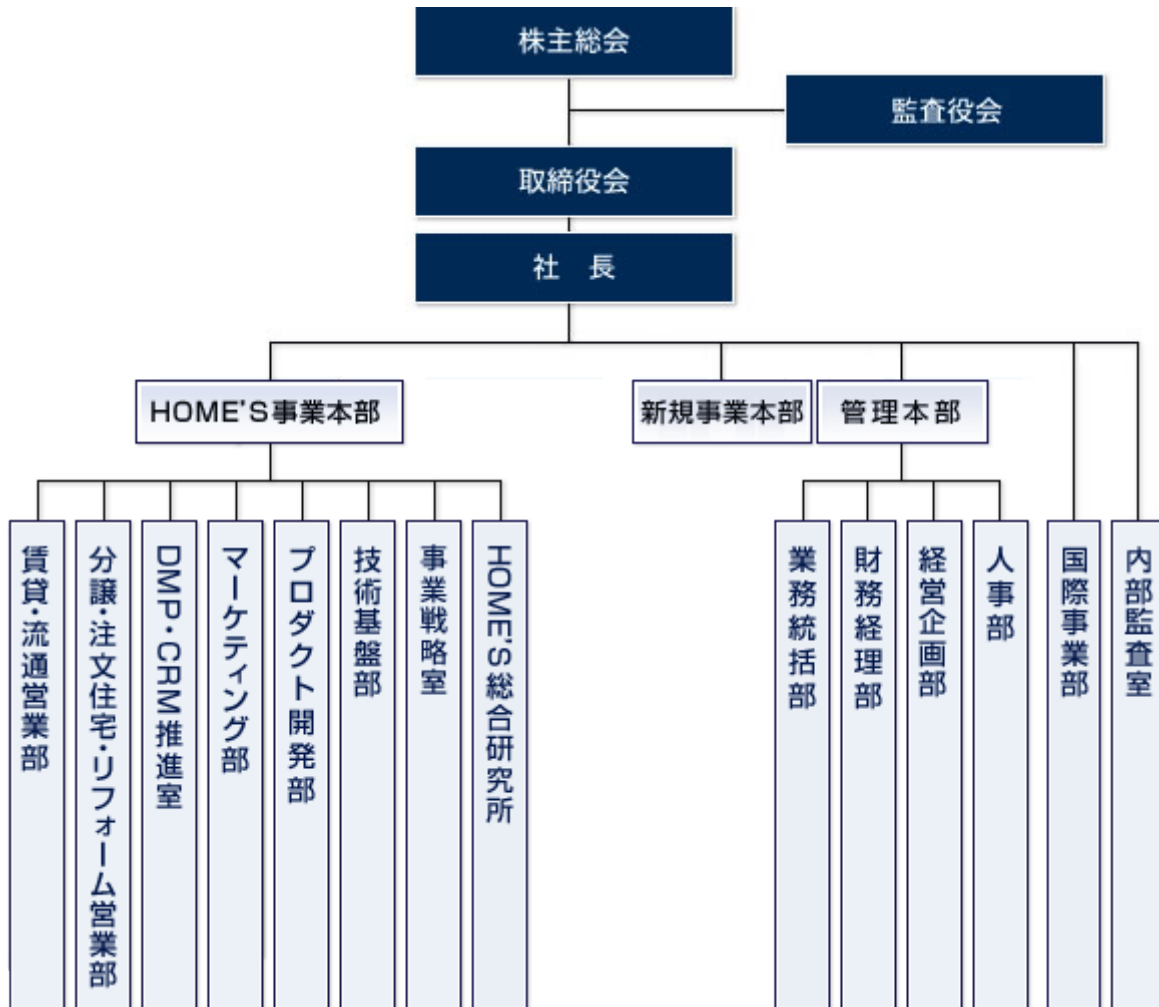 株主総会
監査役会
取締役会
社 長
HOME'S事業本部
新規事業本部
管理本部
賃貸・流通営業部
分譲・注文住宅・リフォーム営業部
DMP・CRM推進室
マーケティング部
プロダクト開発部
技術基盤部
事業戦略室
HOME'S総合研究所
業務統括部
財務経理部
経営企画部
人事部
国際事業部
内部監査室